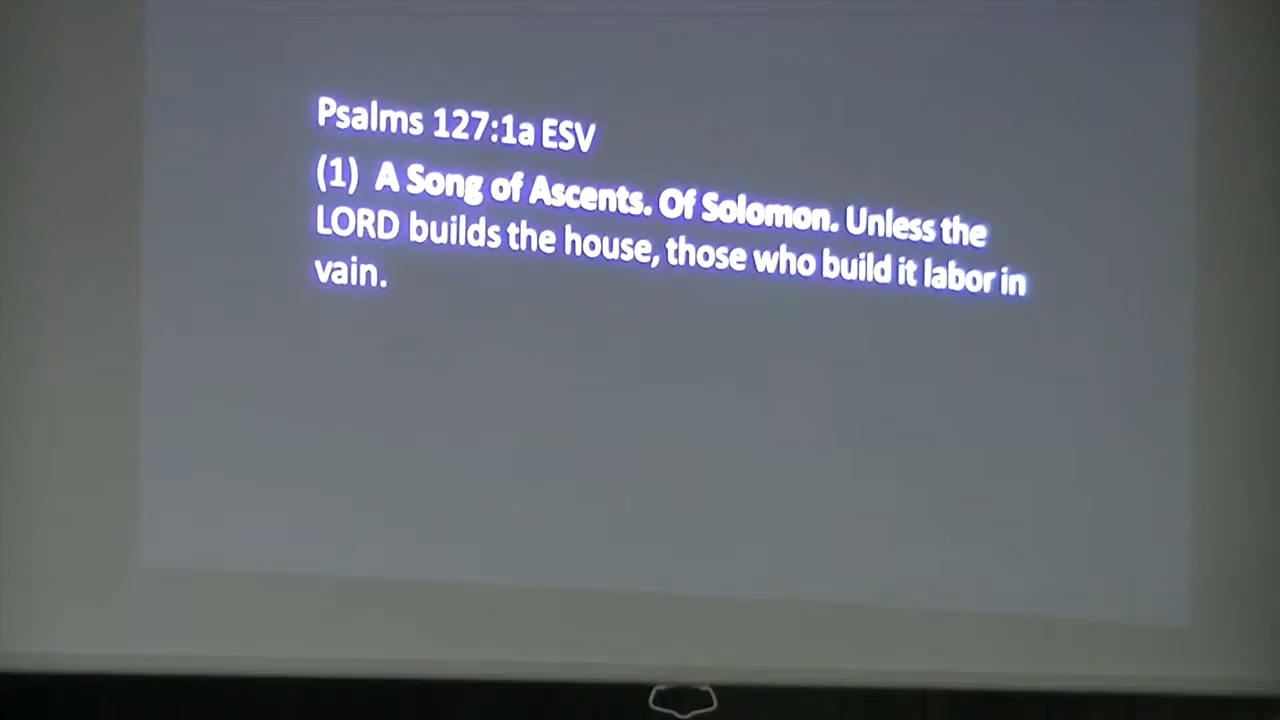 Psalms 127:1a ESV
(1) A Song of Ascents. Of Solomon. Unless the
LORD builds the house, those who build it labor in
vain.